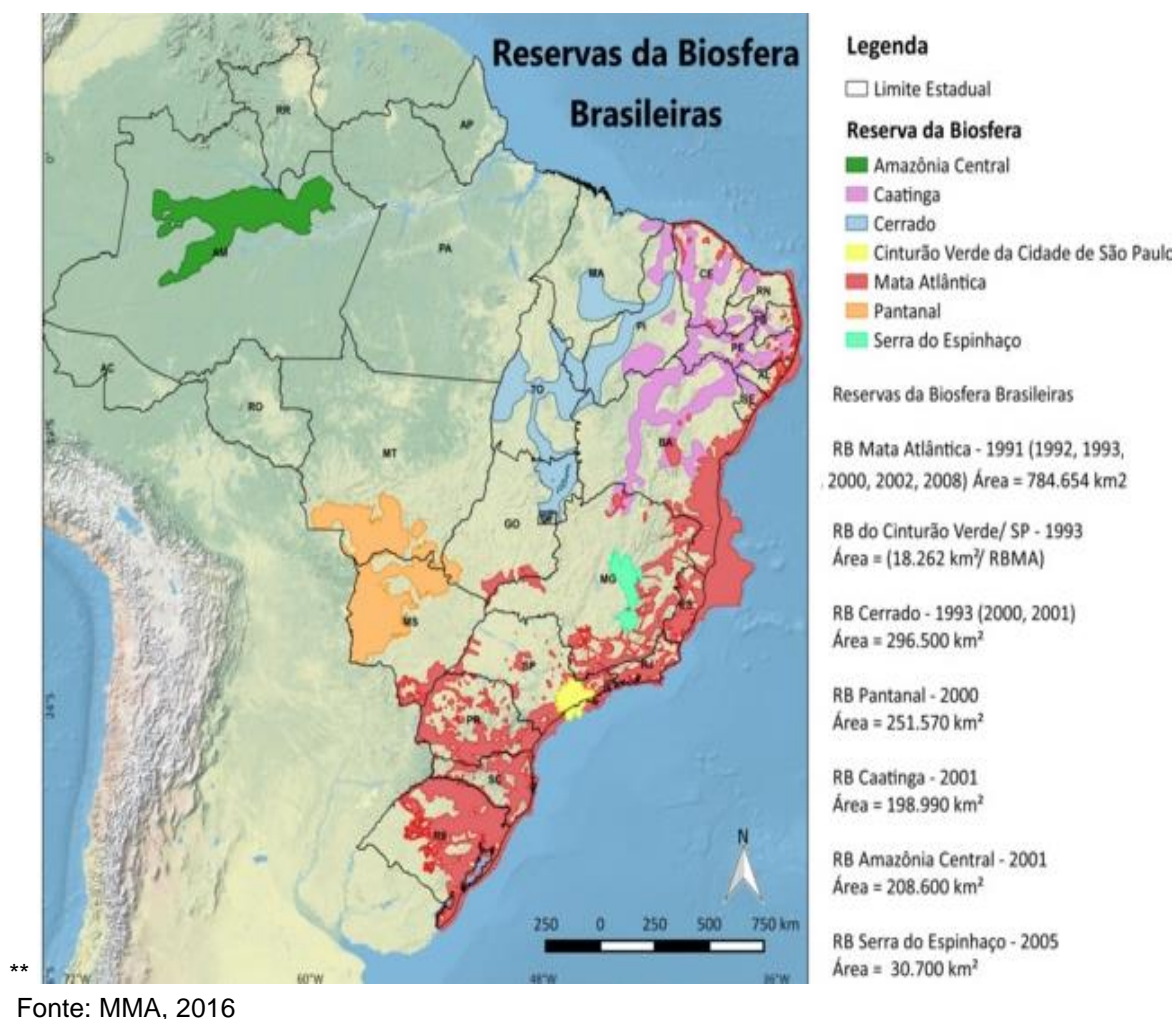 Reservas da Biosfera
Brasileiras
RR
AP
AM
PA
MA
CE
RN
PI
PB
PE
AL
SE
AC
TO
BA
RO
MT
GO
DF
MG
ES
MS
SP
RJ
PR
SC
RS
N
250 0 250 500 750 km
72°W 60°W 48°W 36°W
0°
24°S
Legenda
Limite Estadual
Reserva da Biosfera
Amazônia Central
Caatinga
Cerrado
Cinturão Verde da Cidade de São Paulo
Mata Atlântica
Pantanal
Serra do Espinhaço
Reservas da Biosfera Brasileiras
RB Mata Atlântica - 1991 (1992, 1993,
, 2000, 2002, 2008) Área = 784.654 km2
RB do Cinturão Verde/ SP - 1993
Área = (18.262 km²/ RBMA)
RB Cerrado - 1993 (2000, 2001)
Área = 296.500 km²
RB Pantanal - 2000
Área = 251.570 km²
RB Caatinga - 2001
Área = 198.990 km²
RB Amazônia Central - 2001
Área = 208.600 km²
RB Serra do Espinhaço - 2005
Área = 30.700 km²
**
Fonte: MMA, 2016